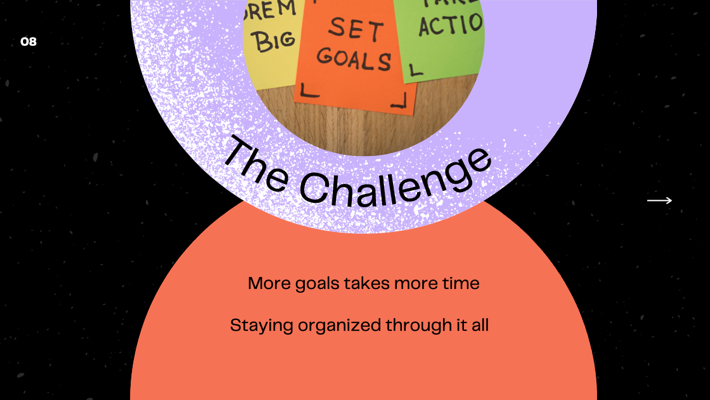 08
BIG
SET
GOALS
The Challenge
More goals takes more time
Staying organized through it all